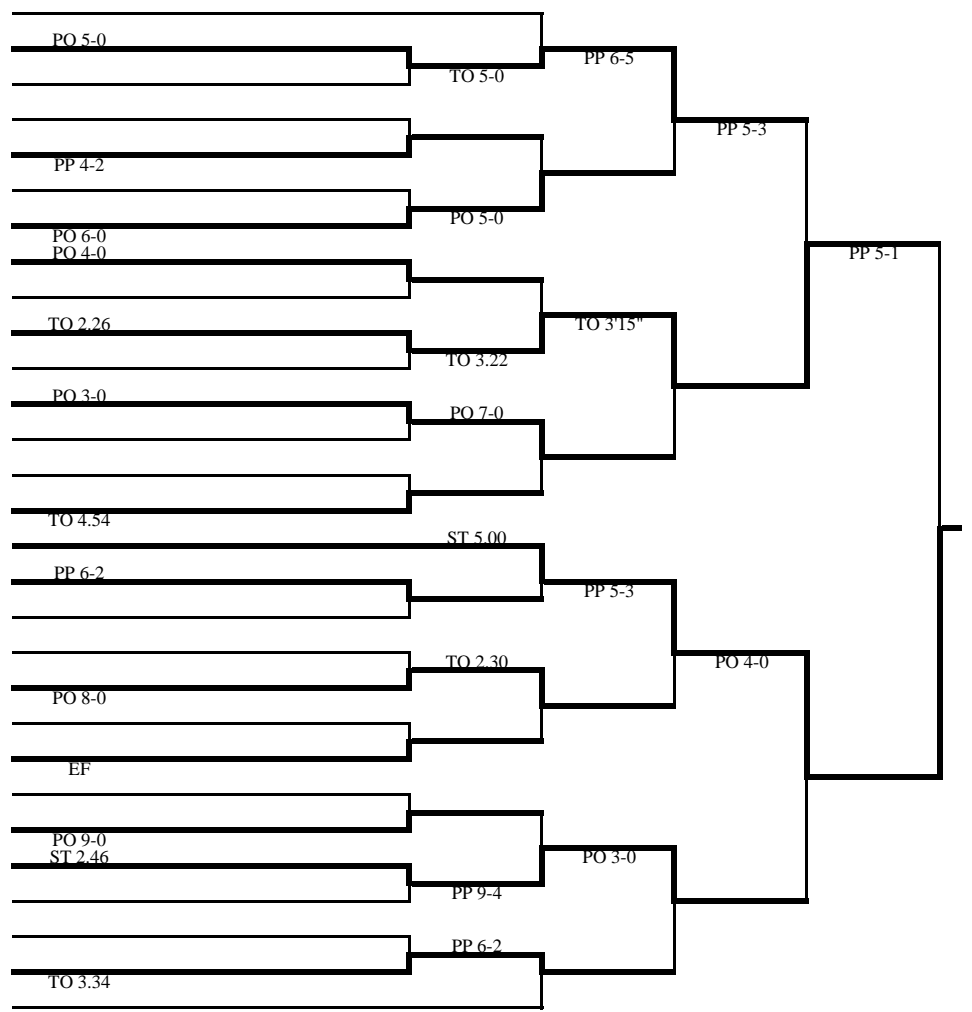 PO 5-0
TO 5-0
PP 6-5
PP 5-3
PP 4-2
PO 5-0
PO 6-0
PO 4-0
PP 5-1
TO 2.26
TO 3'15"
TO 3.22
PO 3-0
PO 7-0
TO 4.54
ST 5.00
PP 6-2
PP 5-3
TO 2.30
PO 4-0
PO 8-0
EF
PO 9-0
ST 2.46
PO 3-0
PP 9-4
PP 6-2
TO 3.34